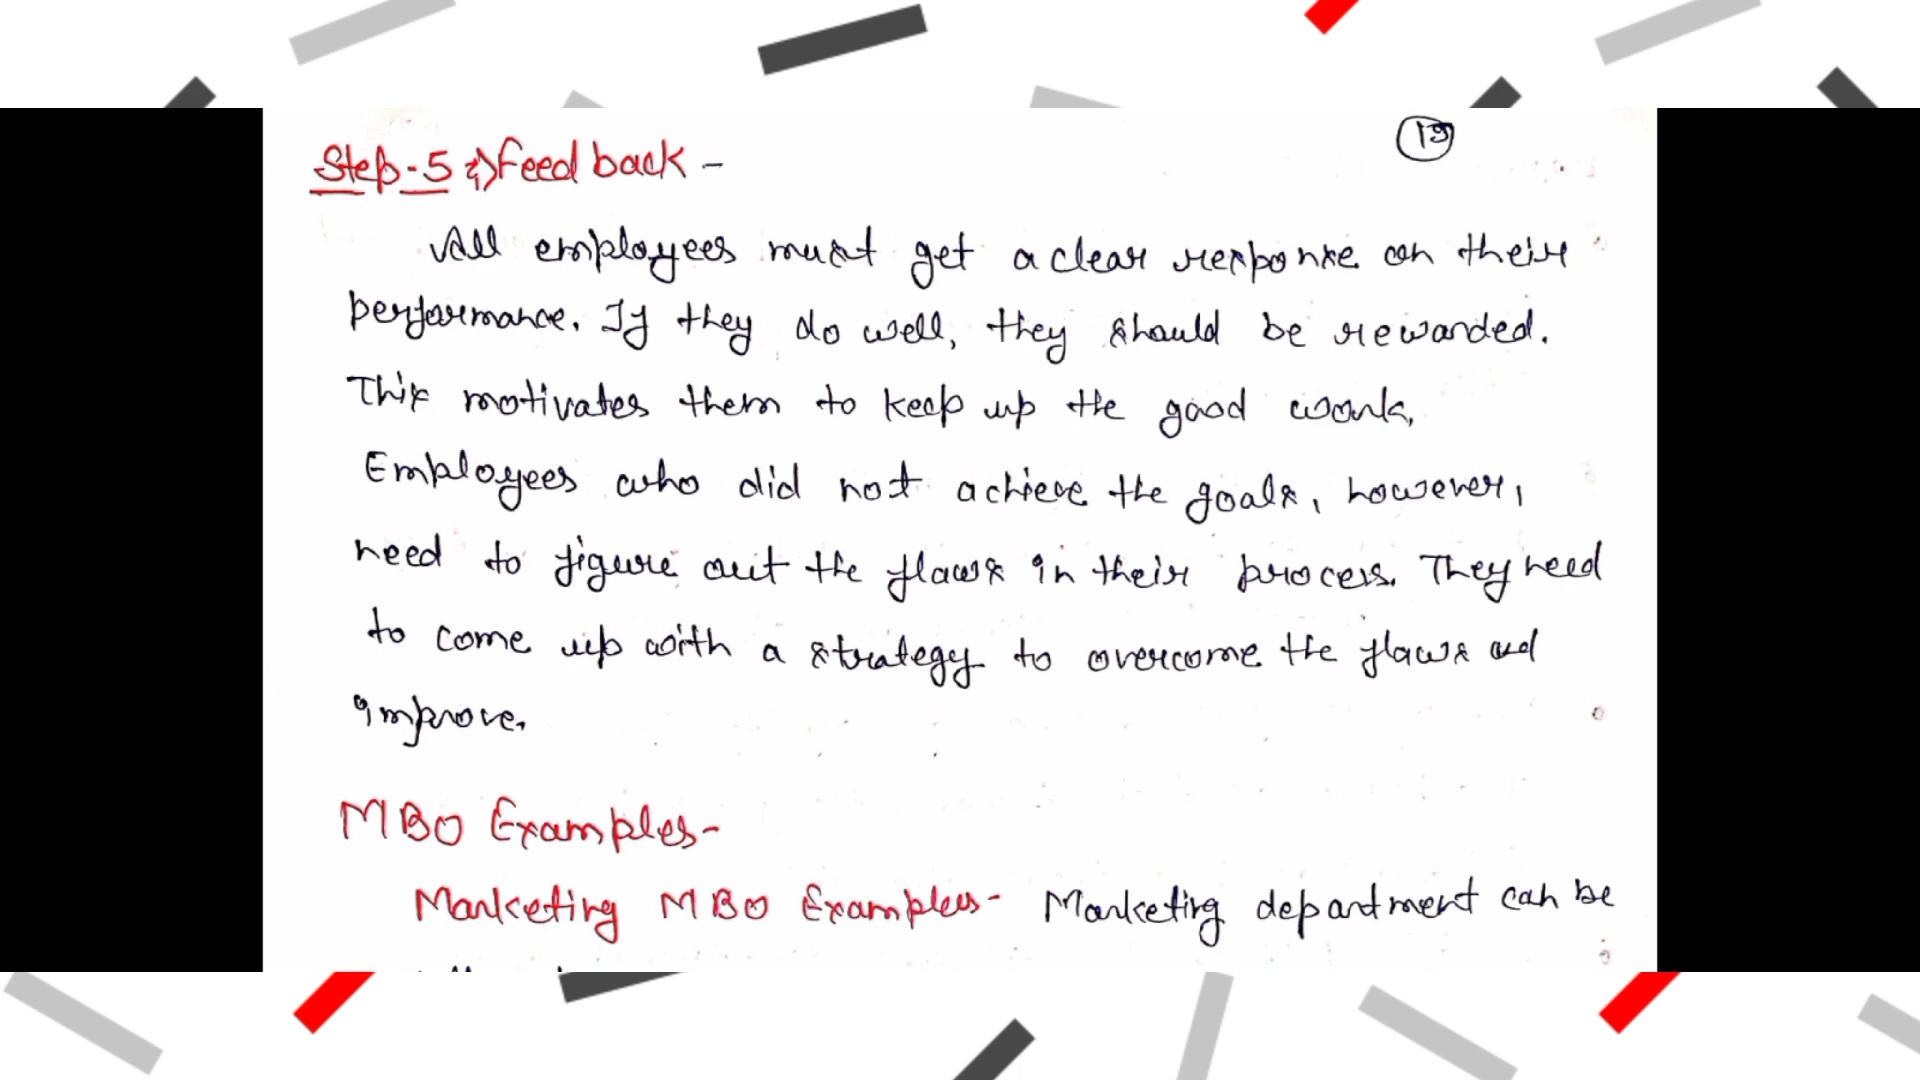 19
Step-5 => Feed back -
All employees must get a clear response on their
performance. If they do well, they should be rewarded.
This motivates them to keep up the good work.
Employees who did not achieve the goals, however,
need to figure out the flaws in their process. They need
to come up with a strategy to overcome the flaws and
improve.
MBO Examples-
Marketing MBO Examples- Marketing department can be